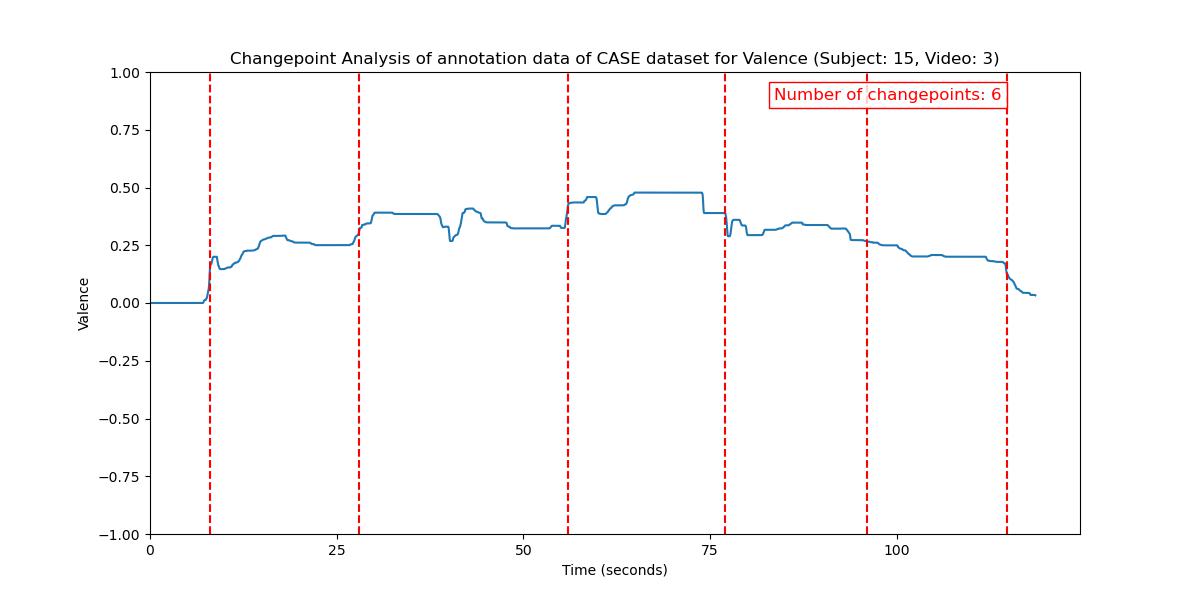 Changepoint Analysis of annotation data of CASE dataset for Valence (Subject: 15, Video: 3)
Number of changepoints: 6
1.00
0.75
0.50
0.25
0.00
−0.25
−0.50
−0.75
−1.00
Valence
0 25 50 75 100
Time (seconds)